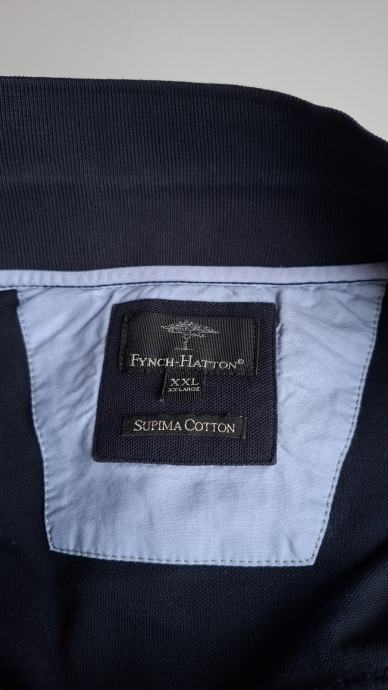 FYNCH-HATTON®
XXL
XX-LARGE
SUPIMA COTTON